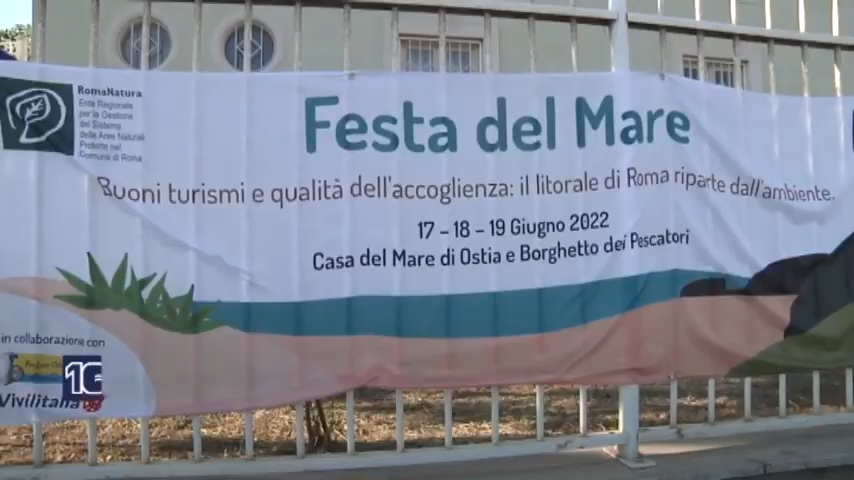 RomaNatura
Ente Regionale
per la Gestione
del Sistema
delle Aree Naturali
Protette nel
Comune di Roma
Festa del Mare
Buoni turismi e qualità dell'accoglienza: il litorale di Roma riparte dall'ambiente.
17 – 18 – 19 Giugno 2022
Casa del Mare di Ostia e Borghetto dei Pescatori
in collaborazione con
Vivilitalia